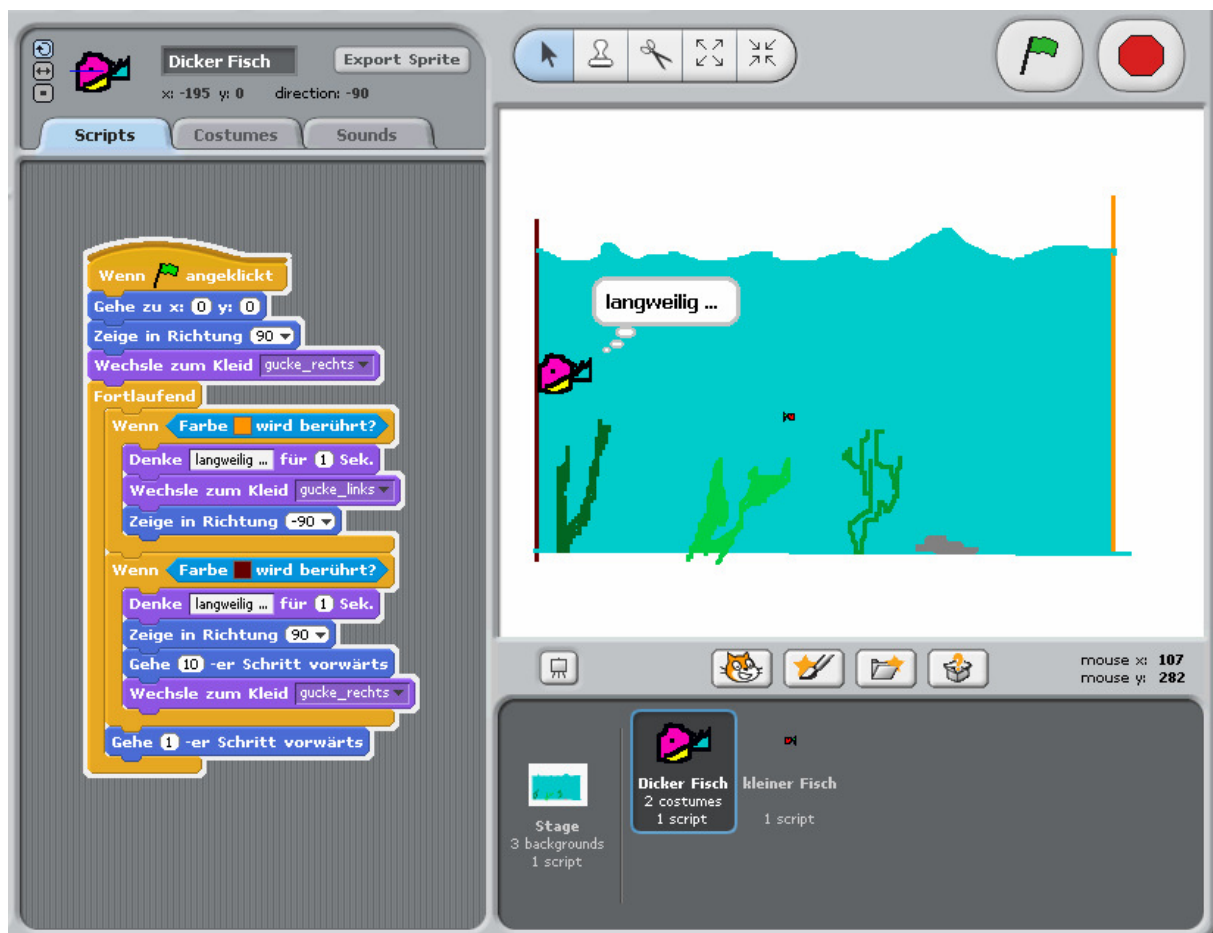 Dicker Fisch
Export Sprite
x: -195 y: 0 direction: -90
Scripts
Costumes
Sounds
Wenn angeklickt
Gehe zu x: 0 y: 0
Zeige in Richtung 90
Wechsle zum Kleid gucke_rechts
Fortlaufend
Wenn Farbe wird berührt?
Denke langweilig ... für 1 Sek.
Wechsle zum Kleid gucke_links
Zeige in Richtung -90
Wenn Farbe wird berührt?
Denke langweilig ... für 1 Sek.
Zeige in Richtung 90
Gehe 10 -er Schritt vorwärts
Wechsle zum Kleid gucke_rechts
Gehe 1 -er Schritt vorwärts
langweilig ...
mouse x: 107
mouse y: 282
Stage
3 backgrounds
1 script
Dicker Fisch
2 costumes
1 script
kleiner Fisch
1 script